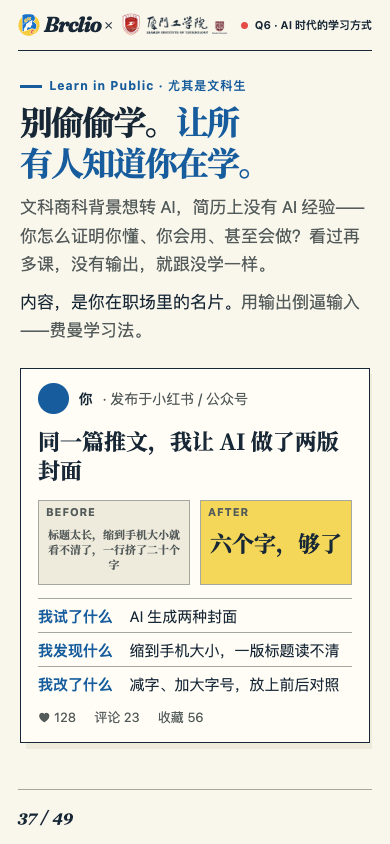 Brclio × 厦门工学院 Q6 · AI 时代的学习方式
XIAMEN INSTITUTE OF TECHNOLOGY
Learn in Public · 尤其是文科生
别偷偷学。让所
有人知道你在学。
文科商科背景想转 AI，简历上没有 AI 经验——
你怎么证明你懂、你会用、甚至会做？看过再
多课，没有输出，就跟没学一样。
内容，是你在职场里的名片。用输出倒逼输入
——费曼学习法。
你 · 发布于小红书 / 公众号
同一篇推文，我让 AI 做了两版
封面
BEFORE
标题太长，缩到手机大小就
看不清了，一行挤了二十个
字
AFTER
六个字，够了
我试了什么 AI 生成两种封面
我发现什么 缩到手机大小，一版标题读不清
我改了什么 减字、加大字号，放上前后对照
128 评论 23 收藏 56
37 / 49